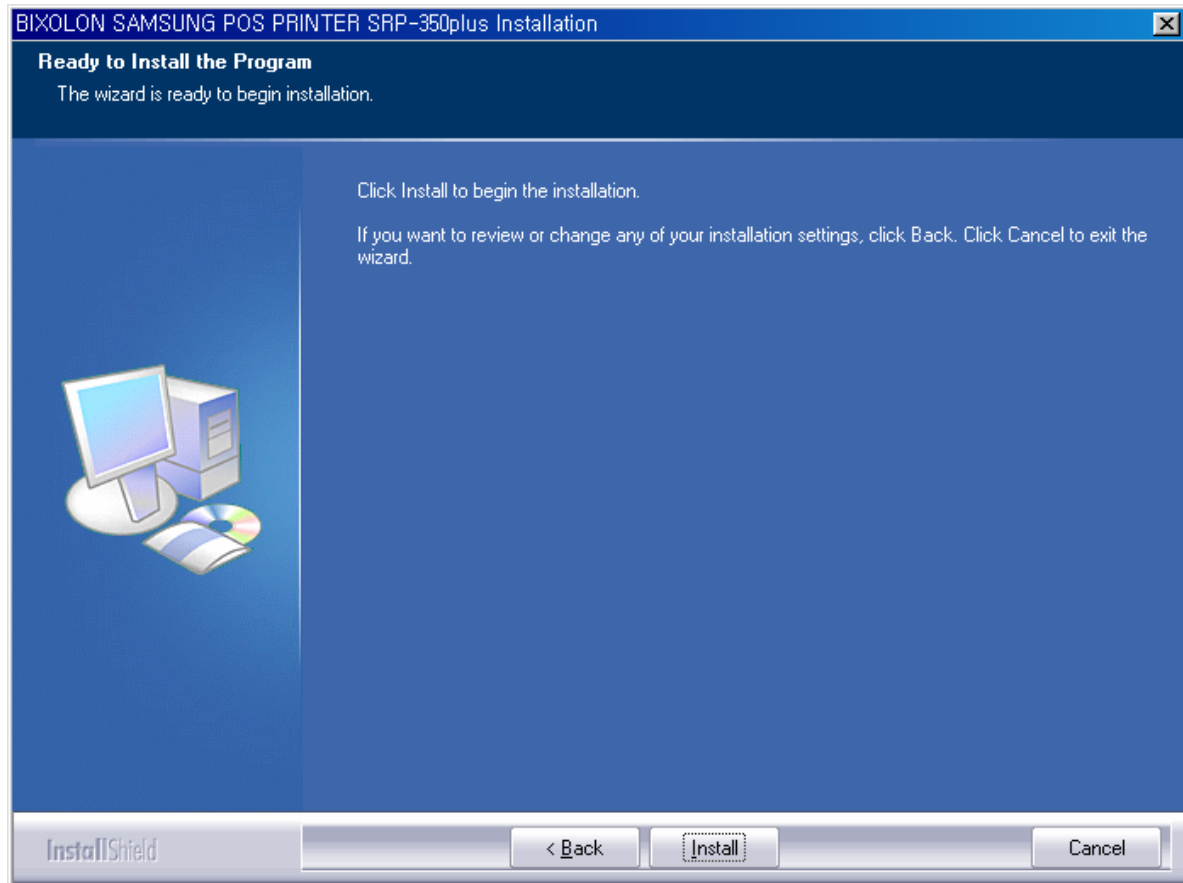 BIXOLON SAMSUNG POS PRINTER SRP-350plus Installation
Ready to Install the Program
The wizard is ready to begin installation.
Click Install to begin the installation.
If you want to review or change any of your installation settings, click Back. Click Cancel to exit the
wizard.
InstallShield
< Back
Install
Cancel